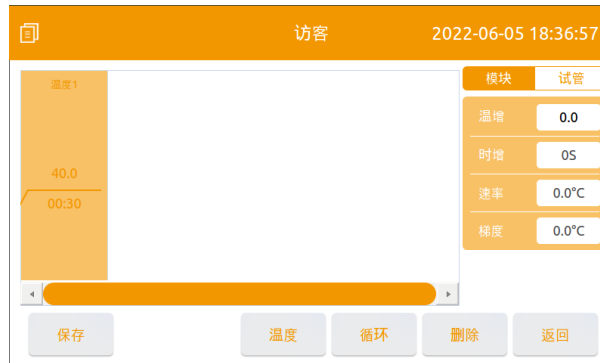 访客 2022-06-05 18:36:57
温度1
40.0
00:30
模块 试管
温增 0.0
时增 0S
速率 0.0°C
梯度 0.0°C
保存 温度 循环 删除 返回